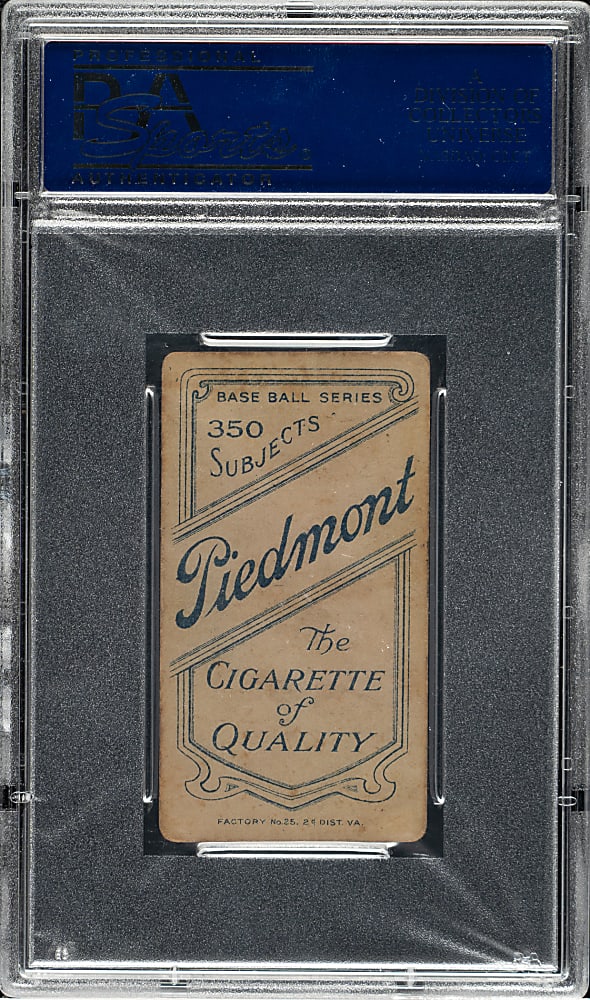 PROFESSIONAL
PSA
Sports
AUTHENTICATOR
A
DIVISION OF
COLLECTORS
UNIVERSE
BASE BALL SERIES
350
SUBJECTS
Piedmont
The
CIGARETTE
of
QUALITY
FACTORY No 25, 2d DIST. VA.